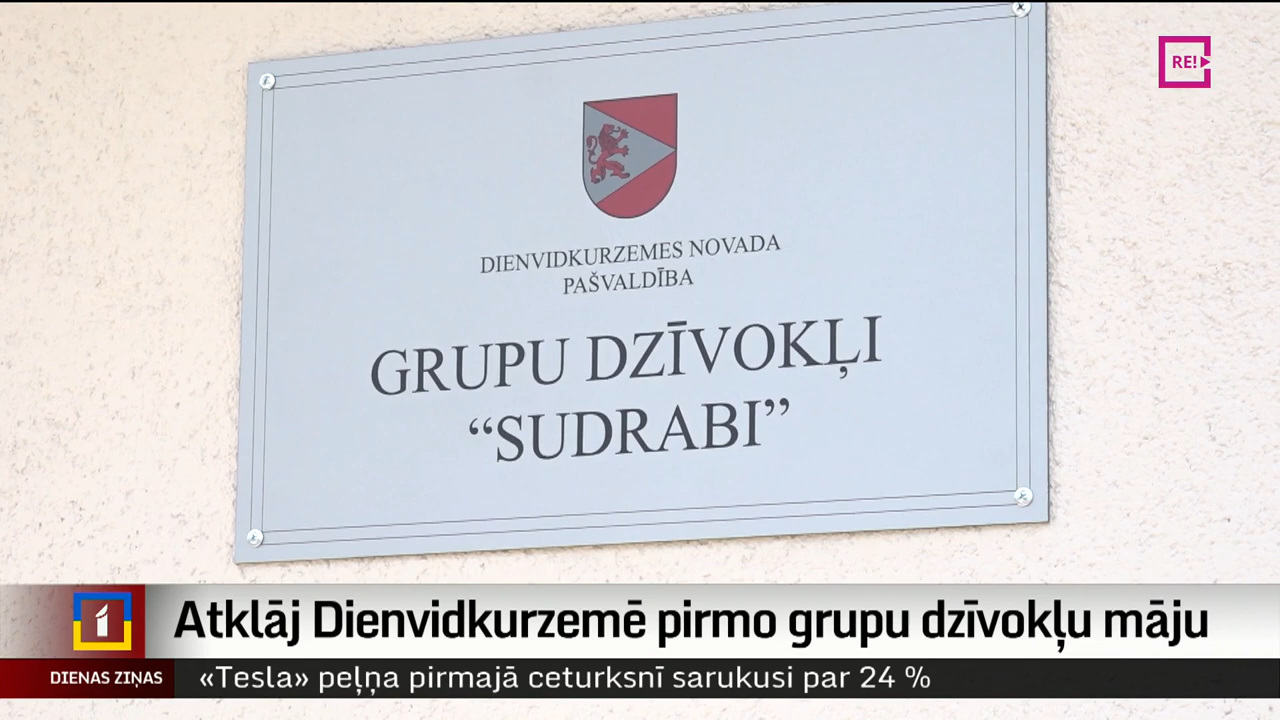 RE!
DIENVIDKURZEMES NOVADA
PAŠVALDĪBA
GRUPU DZĪVOKĻI
“SUDRABI”
1
Atklāj Dienvidkurzemē pirmo grupu dzīvokļu māju
DIENAS ZIŅAS
«Tesla» peļņa pirmajā ceturksnī sarukusi par 24 %